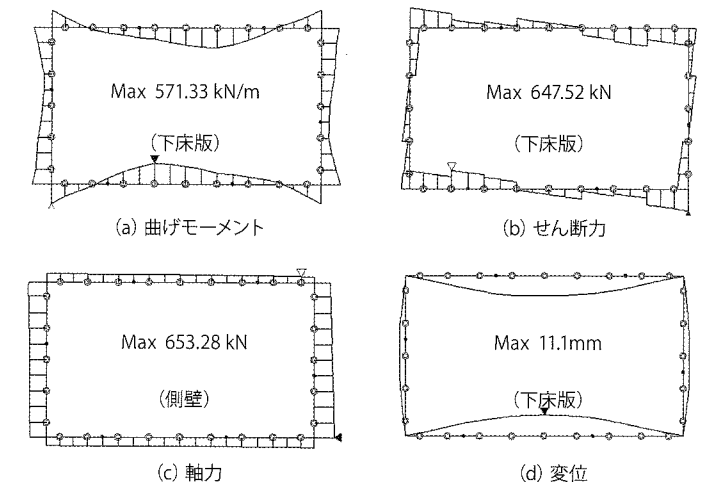 Max 571.33 kN/m
(下床版)
(a) 曲げモーメント
Max 647.52 kN
(下床版)
(b) せん断力
Max 653.28 kN
(側壁)
(c) 軸力
Max 11.1mm
(下床版)
(d) 変位